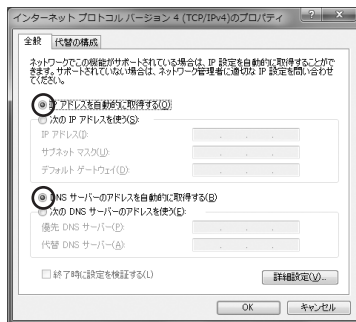 インターネット プロトコル バージョン 4 (TCP/IPv4)のプロパティ
全般
代替の構成
ネットワークでこの機能がサポートされている場合は、IP 設定を自動的に取得することがで
きます。サポートされていない場合は、ネットワーク管理者に適切な IP 設定を問い合わせ
てください。
IP アドレスを自動的に取得する(O)
次の IP アドレスを使う(S):
IP アドレス(I):
サブネット マスク(U):
デフォルト ゲートウェイ(D):
DNS サーバーのアドレスを自動的に取得する(B)
次の DNS サーバーのアドレスを使う(E):
優先 DNS サーバー(P):
代替 DNS サーバー(A):
終了時に設定を検証する(L)
詳細設定(V)...
OK
キャンセル